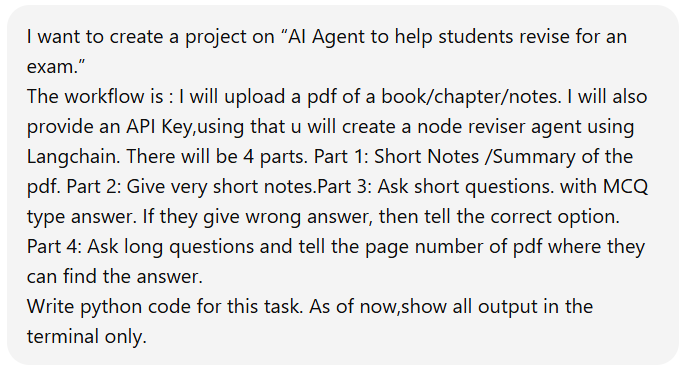 I want to create a project on “AI Agent to help students revise for an
exam.”
The workflow is : I will upload a pdf of a book/chapter/notes. I will also
provide an API Key,using that u will create a node reviser agent using
Langchain. There will be 4 parts. Part 1: Short Notes /Summary of the
pdf. Part 2: Give very short notes.Part 3: Ask short questions. with MCQ
type answer. If they give wrong answer, then tell the correct option.
Part 4: Ask long questions and tell the page number of pdf where they
can find the answer.
Write python code for this task. As of now,show all output in the
terminal only.